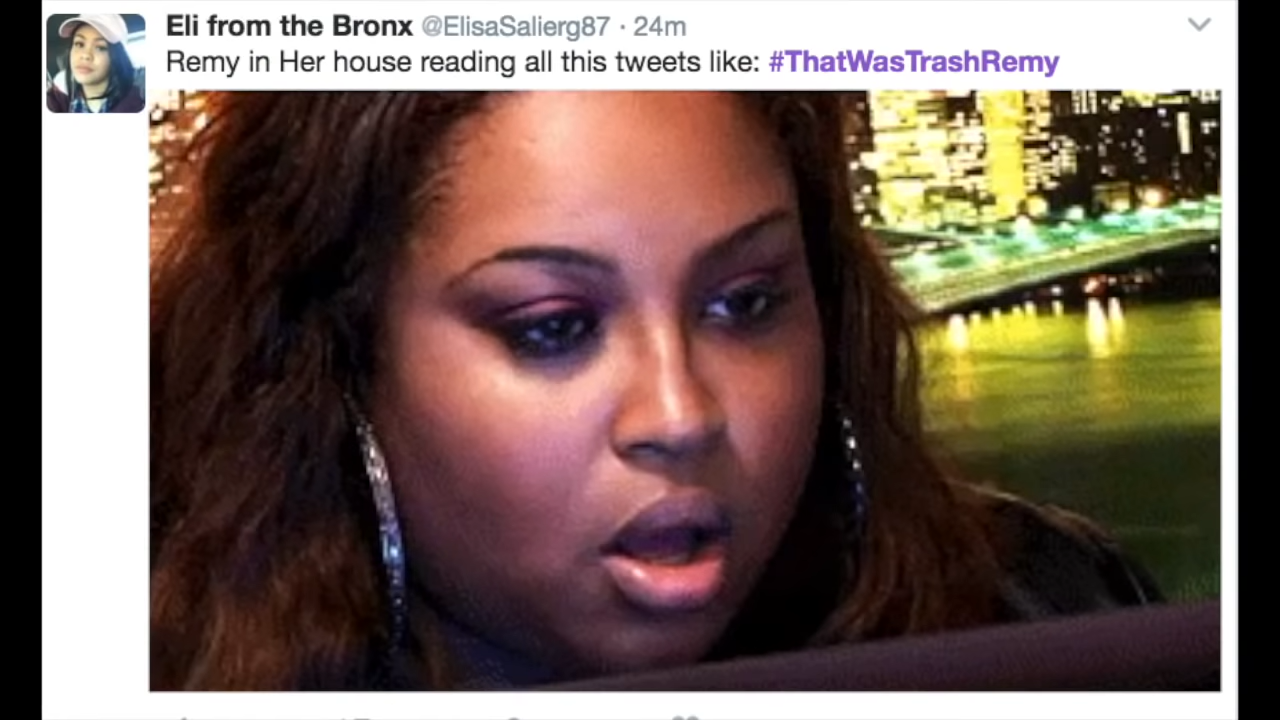 Eli from the Bronx @ElisaSalierg87 · 24m
Remy in Her house reading all this tweets like: #ThatWasTrashRemy